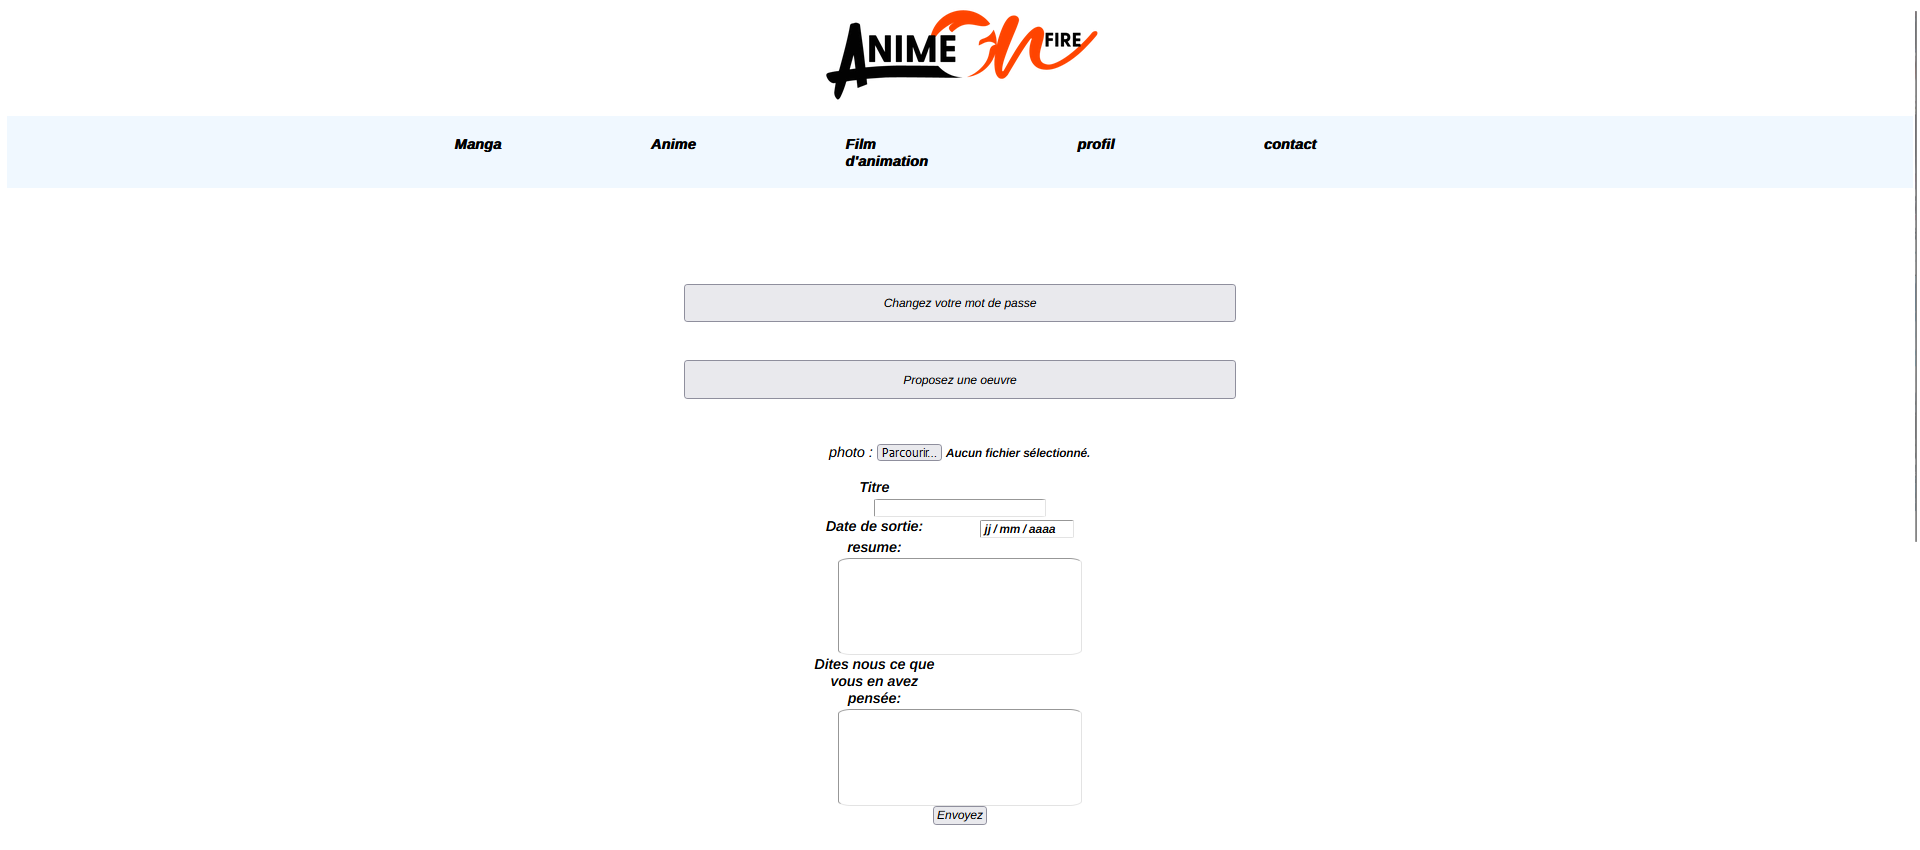 ANIME On FIRE
Manga Anime Film profil contact
d'animation
Changez votre mot de passe
Proposez une oeuvre
photo : Parcourir... Aucun fichier sélectionné.
Titre
Date de sortie: jj / mm / aaaa
resume:
Dites nous ce que
vous en avez
pensée:
Envoyez